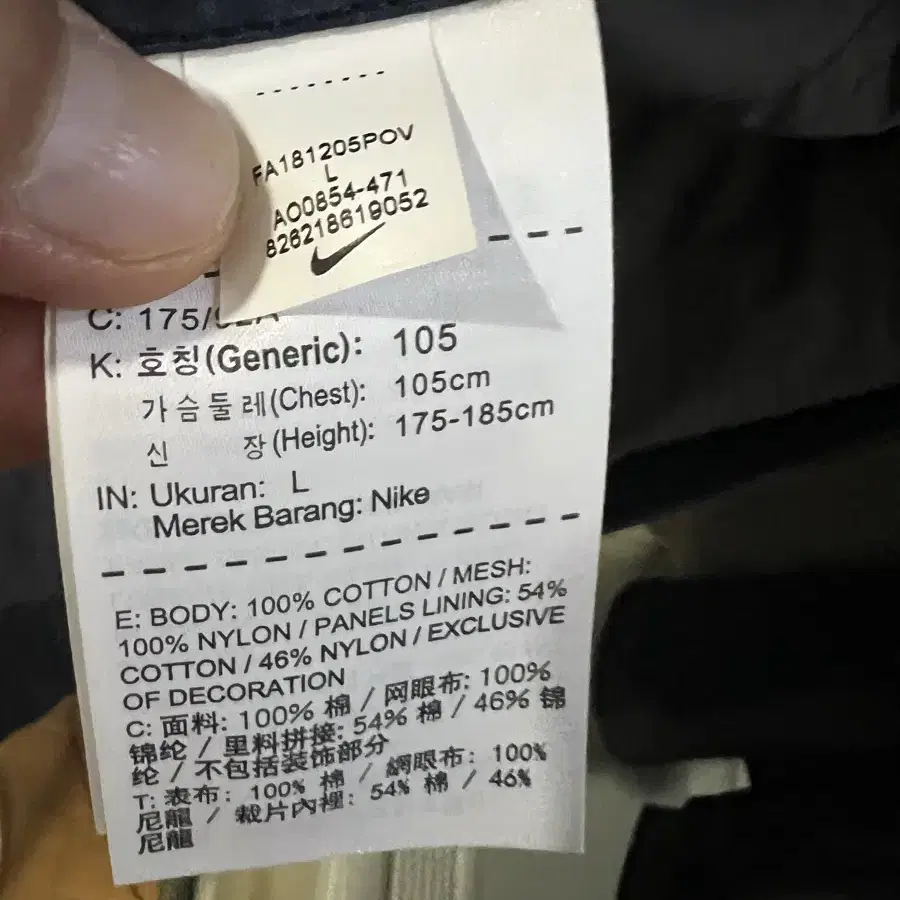 FA181205POV
L
AO0854-471
826218619052
C: 175/
K: 호칭(Generic): 105
가슴둘레(Chest): 105cm
신 장(Height): 175-185cm
IN: Ukuran: L
Merek Barang: Nike
E: BODY: 100% COTTON / MESH:
100% NYLON / PANELS LINING: 54%
COTTON / 46% NYLON / EXCLUSIVE
OF DECORATION
C: 面料: 100% 棉 / 网眼布: 100%
锦纶 / 里料拼接: 54% 棉 / 46% 锦
纶 / 不包括装饰部分
T: 表布: 100% 棉 / 網眼布: 100%
尼龍 / 裁片內裡: 54% 棉 / 46%
尼龍